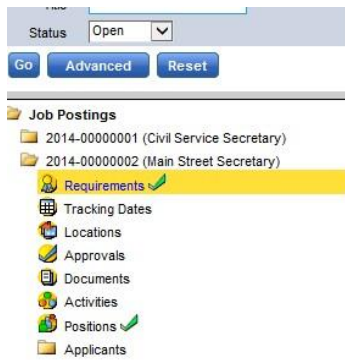 Status Open
Go Advanced Reset
Job Postings
2014-00000001 (Civil Service Secretary)
2014-00000002 (Main Street Secretary)
Requirements
Tracking Dates
Locations
Approvals
Documents
Activities
Positions
Applicants